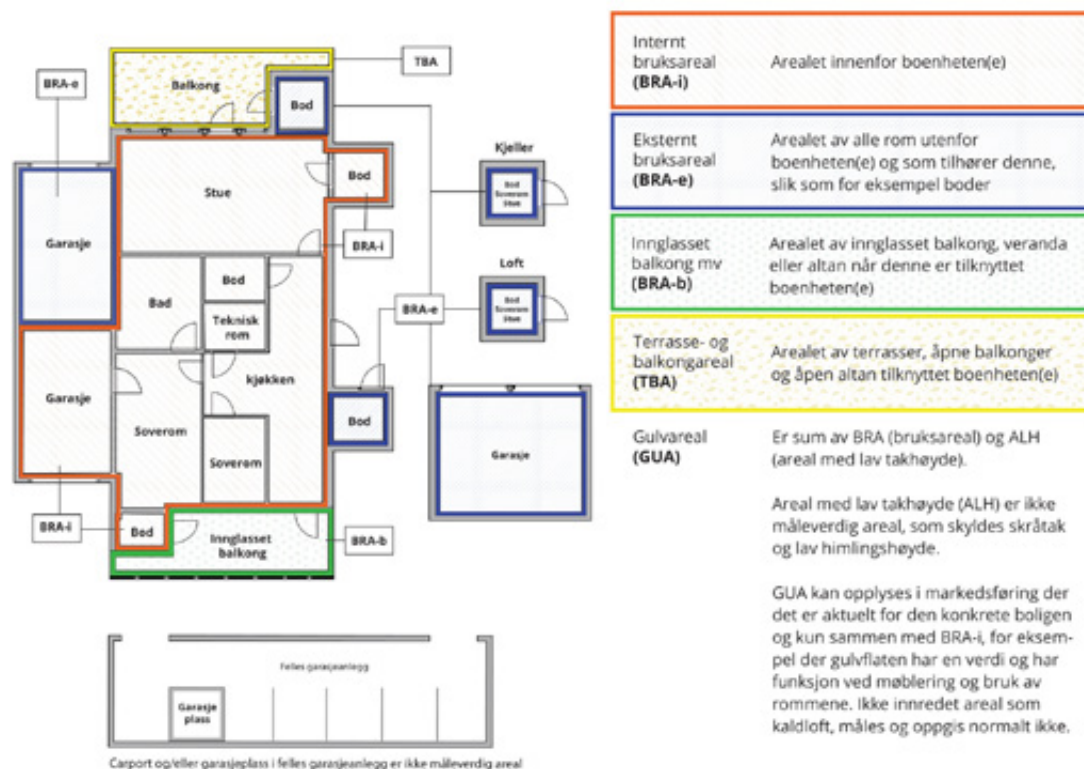 TBA
BRA-e
Balkong
Bod
Kjeller
Bod
Soverom
Stue
Stue
Bod
Garasje
BRA-i
Loft
Bod
Bad
Bod
Soverom
Stue
Teknisk
rom
BRA-e
kjøkken
Garasje
Bod
Soverom
Garasje
Soverom
BRA-i
Bod
Innglasset
balkong
BRA-b
Felles garasjeanlegg
Garasje
plass
Carport og/eller garasjeplass i felles garasjeanlegg er ikke måleverdig areal
Internt
bruksareal
(BRA-i)
Arealet innenfor boenheten(e)
Eksternt
bruksareal
(BRA-e)
Arealet av alle rom utenfor
boenheten(e) og som tilhører denne,
slik som for eksempel boder
Innglasset
balkong mv
(BRA-b)
Arealet av innglasset balkong, veranda
eller altan når denne er tilknyttet
boenheten(e)
Terrasse- og
balkongareal
(TBA)
Arealet av terrasser, åpne balkonger
og åpen altan tilknyttet boenheten(e)
Gulvareal
(GUA)
Er sum av BRA (bruksareal) og ALH
(areal med lav takhøyde).
Areal med lav takhøyde (ALH) er ikke
måleverdig areal, som skyldes skråtak
og lav himlingshøyde.
GUA kan opplyses i markedsføring der
det er aktuelt for den konkrete boligen
og kun sammen med BRA-i, for eksem-
pel der gulvflaten har en verdi og har
funksjon ved møblering og bruk av
rommene. Ikke innredet areal som
kaldloft, måles og oppgis normalt ikke.